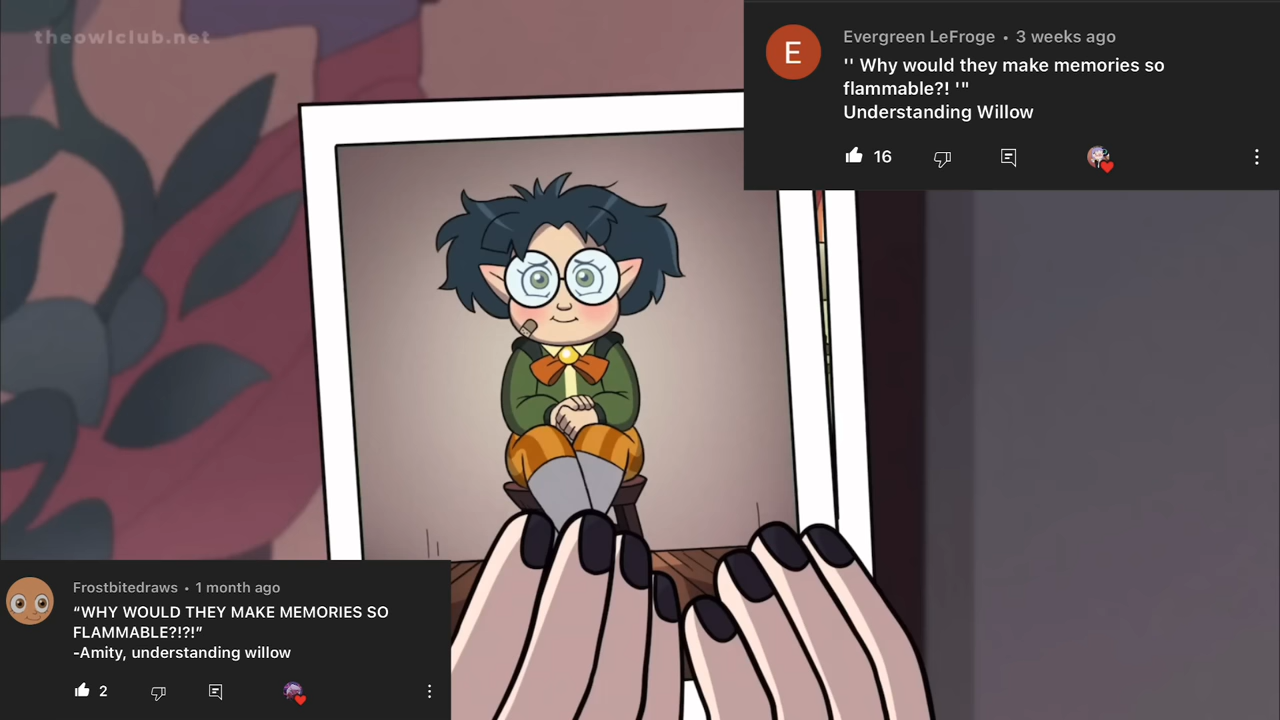 theowlclub.net
E
Evergreen LeFroge • 3 weeks ago
'' Why would they make memories so
flammable?! '"
Understanding Willow
16
Frostbitedraws • 1 month ago
“WHY WOULD THEY MAKE MEMORIES SO
FLAMMABLE?!?!”
-Amity, understanding willow
2